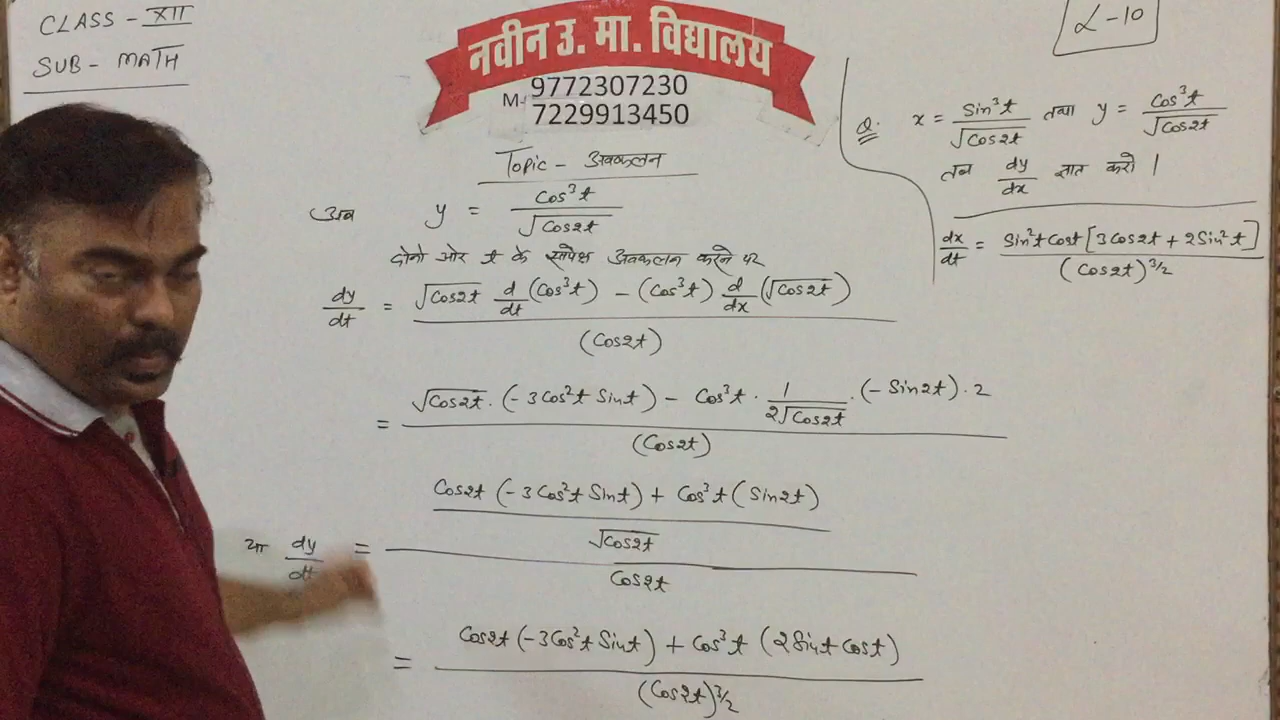 CLASS - XII
SUB - MATH
नवीन उ. मा. विद्यालय
M- 9772307230
7229913450
L-10
Topic - अवकलन
अब y = Cos³t / √Cos2t
दोनो ओर t के सापेक्ष अवकलन करने पर
dy/dt = √Cos2t d/dt (Cos³t) - (Cos³t) d/dx (√Cos2t) / (Cos2t)
= √Cos2t · (-3Cos²t Sint) - Cos³t · 1/2√Cos2t · (-Sin2t) · 2 / (Cos2t)
या dy/dt = Cos2t (-3Cos²t Sint) + Cos³t (Sin2t) / √Cos2t / Cos2t
= Cos2t (-3Cos²t Sint) + Cos³t (2Sint Cost) / (Cos2t)^3/2
Q. x = Sin³t / √Cos2t तथा y = Cos³t / √Cos2t
तब dy/dx ज्ञात करो |
dx/dt = Sin²t Cost [3Cos2t + 2Sin²t] / (Cos2t)^3/2